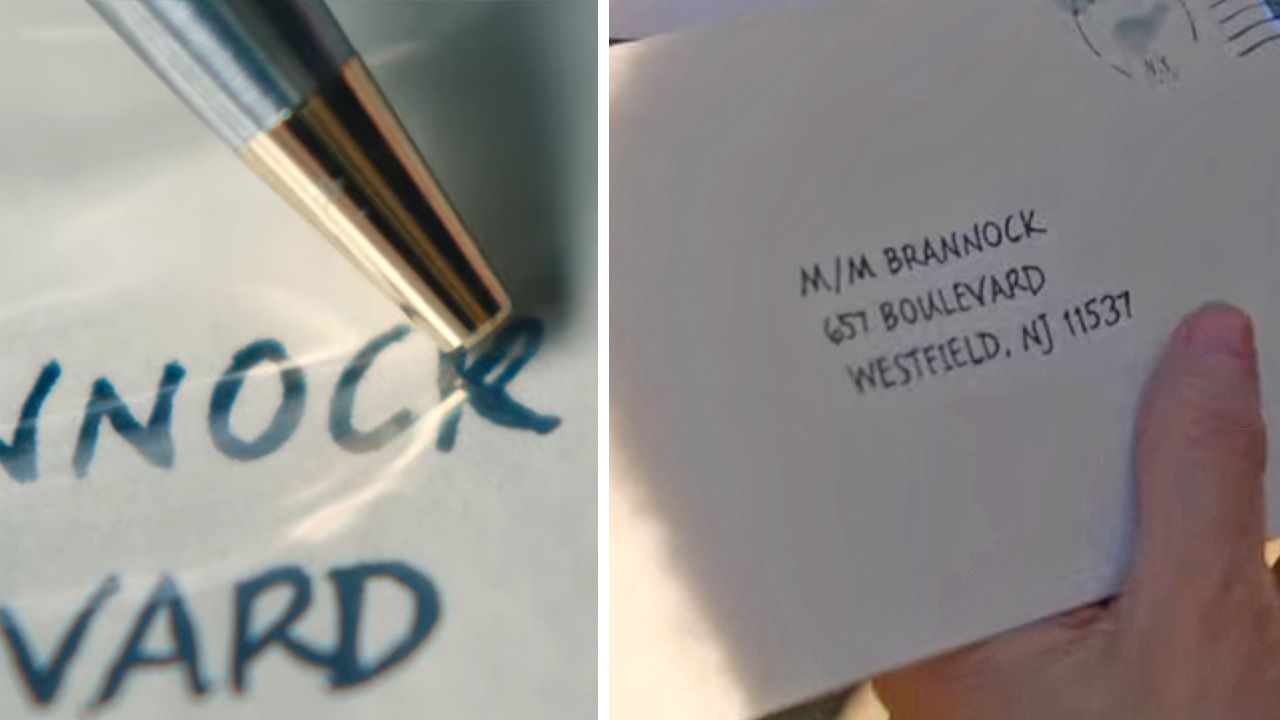 NNOCK
VARD
M/M BRANNOCK
657 BOULEVARD
WESTFIELD. NJ 11537